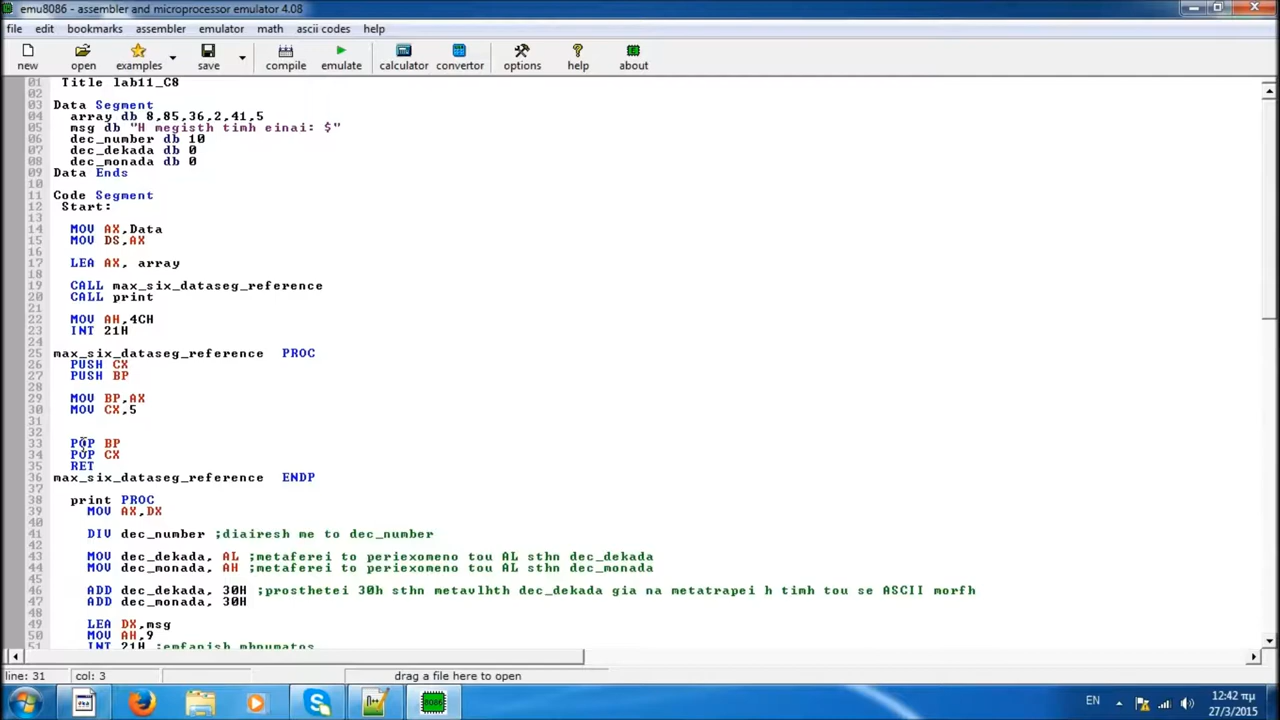 emu8086 - assembler and microprocessor emulator 4.08
file edit bookmarks assembler emulator math ascii codes help
new open examples save compile emulate calculator convertor options help about
01 Title lab11_C8
02
03 Data Segment
04 array db 8,85,36,2,41,5
05 msg db "H megisth timh einai: $"
06 dec_number db 10
07 dec_dekada db 0
08 dec_monada db 0
09 Data Ends
10
11 Code Segment
12 Start:
13
14 MOV AX,Data
15 MOV DS,AX
16
17 LEA AX, array
18
19 CALL max_six_dataseg_reference
20 CALL print
21
22 MOV AH,4CH
23 INT 21H
24
25 max_six_dataseg_reference PROC
26 PUSH CX
27 PUSH BP
28
29 MOV BP,AX
30 MOV CX,5
31
32
33 POP BP
34 POP CX
35 RET
36 max_six_dataseg_reference ENDP
37
38 print PROC
39 MOV AX,DX
40
41 DIV dec_number ;diairesh me to dec_number
42
43 MOV dec_dekada, AL ;metaferei to periexomeno tou AL sthn dec_dekada
44 MOV dec_monada, AH ;metaferei to periexomeno tou AL sthn dec_monada
45
46 ADD dec_dekada, 30H ;prosthetei 30h sthn metavlhth dec_dekada gia na metatrapei h timh tou se ASCII morfh
47 ADD dec_monada, 30H
48
49 LEA DX,msg
50 MOV AH,9
51 INT 21H ;emfanish mhnumatos
line: 31 col: 3 drag a file here to open
8086
EN 12:42 πμ
27/3/2015